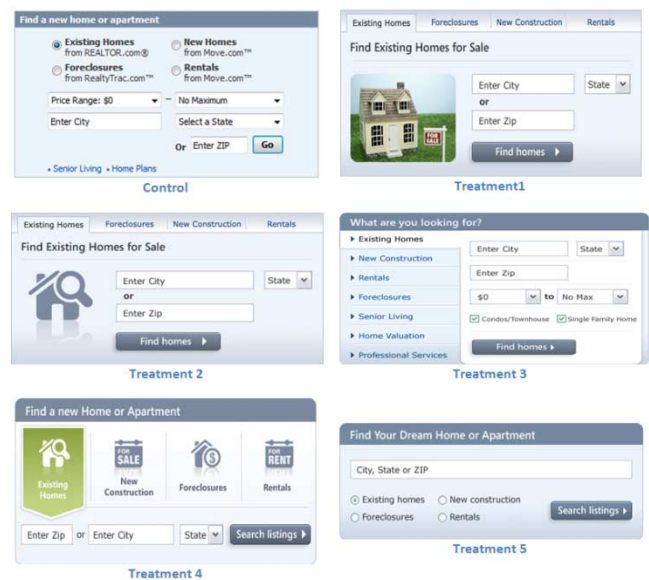 Find a new home or apartment
Existing Homes
from REALTOR.com®
New Homes
from Move.com™
Foreclosures
from RealtyTrac.com™
Rentals
from Move.com™
Price Range: $0 – No Maximum
Enter City Select a State
Or Enter ZIP Go
• Senior Living • Home Plans
Control
Existing Homes Foreclosures New Construction Rentals
Find Existing Homes for Sale
Enter City State
or
Enter Zip
FOR SALE
Find homes
Treatment1
Existing Homes Foreclosures New Construction Rentals
Find Existing Homes for Sale
Enter City State
or
Enter Zip
Find homes
Treatment 2
What are you looking for?
Existing Homes
New Construction
Rentals
Foreclosures
Senior Living
Home Valuation
Professional Services
Enter City State
Enter Zip
$0 to No Max
Condos/Townhouse Single Family Home
Find homes
Treatment 3
Find a new Home or Apartment
FOR
SALE
FOR
RENT
Existing
Homes
New
Construction
Foreclosures
Rentals
Enter Zip or Enter City State Search listings
Treatment 4
Find Your Dream Home or Apartment
City, State or ZIP
Existing homes New construction
Foreclosures Rentals
Search listings
Treatment 5